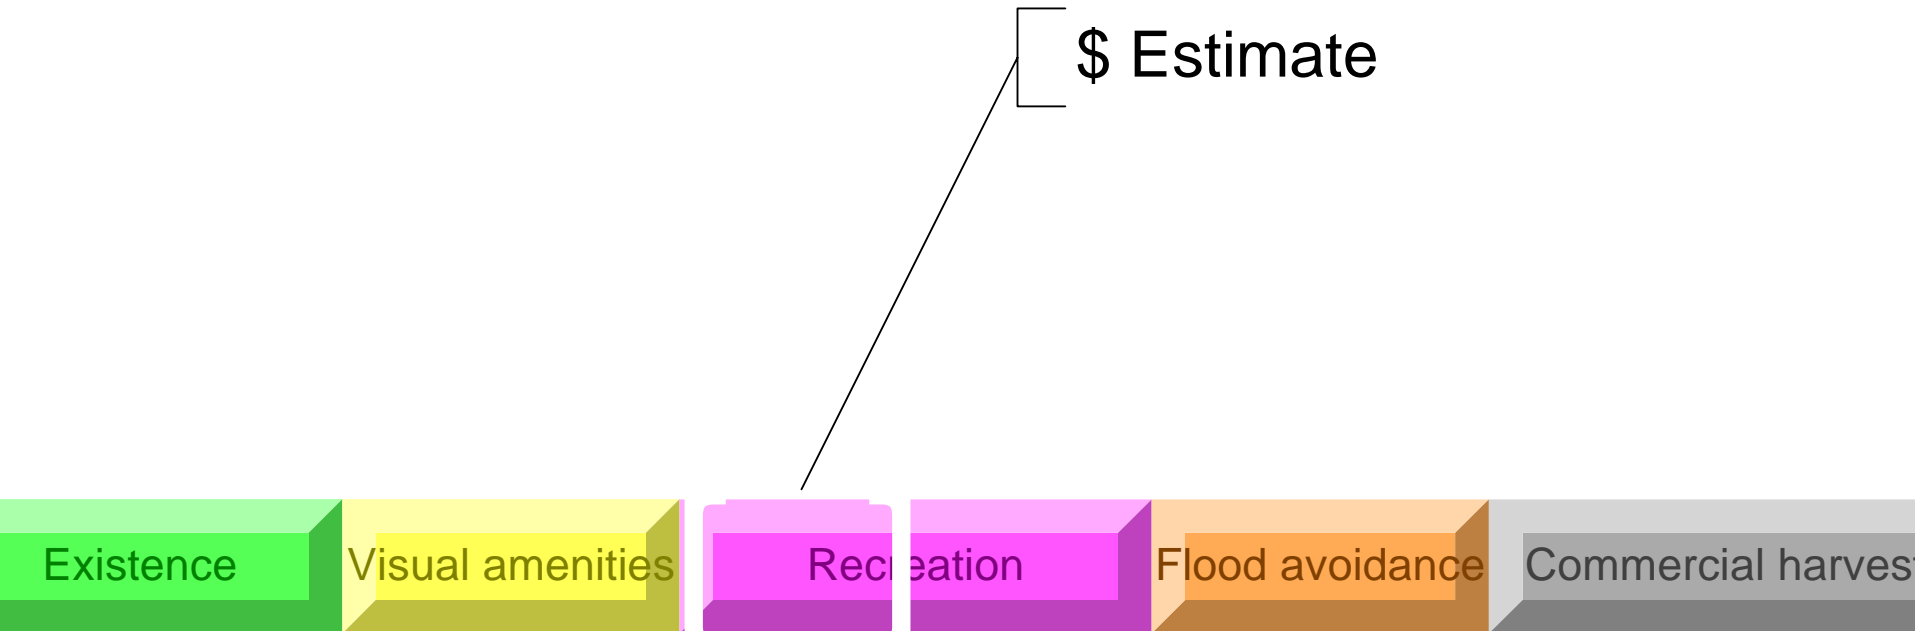 $ Estimate
Existence
Visual amenities
Recreation
Flood avoidance
Commercial harvest